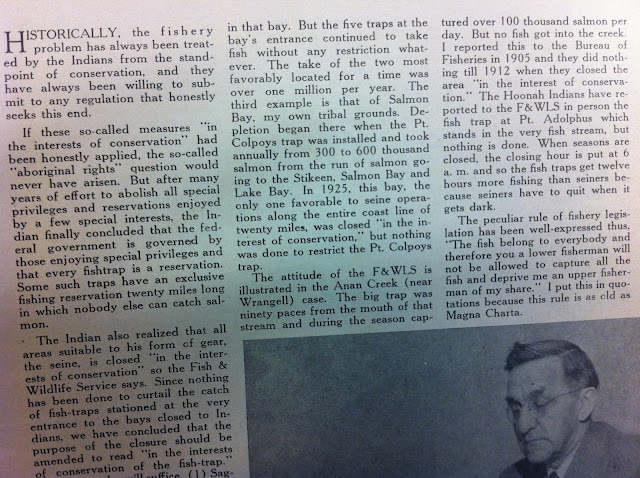 HISTORICALLY, the fishery
problem has always been treat-
ed by the Indians from the stand-
point of conservation, and they
have always been willing to sub-
mit to any regulation that honestly
seeks this end.
If these so-called measures "in
the interests of conservation" had
been honestly applied, the so-called
"aboriginal rights" question would
never have arisen. But after many
years of effort to abolish all special
privileges and reservations enjoyed
by a few special interests, the In-
dian finally concluded that the fed-
eral government is governed by
those enjoying special privileges and
that every fishtrap is a reservation.
Some such traps have an exclusive
fishing reservation twenty miles long
in which nobody else can catch sal-
mon.
The Indian also realized that all
areas suitable to his form of gear,
the seine, is closed "in the inter-
ests of conservation" so the Fish &
Wildlife Service says. Since nothing
has been done to curtail the catch
of fish-traps stationed at the very
entrance to the bays closed to In-
dians, we have concluded that the
purpose of the closure should be
amended to read "in the interests
of conservation of the fish-trap."
will suffice. (1) Sag-
in that bay. But the five traps at the
bay's entrance continued to take
fish without any restriction what-
ever. The take of the two most
favorably located for a time was
over one million per year. The
third example is that of Salmon
Bay, my own tribal grounds. De-
pletion began there when the Pt.
Colpoys trap was installed and took
annually from 300 to 600 thousand
salmon from the run of salmon go-
ing to the Stikeen, Salmon Bay and
Lake Bay. In 1925, this bay, the
only one favorable to seine opera-
tions along the entire coast line of
twenty miles, was closed "in the in-
terest of conservation," but nothing
was done to restrict the Pt. Colpoys
trap.
The attitude of the F&WLS is
illustrated in the Anan Creek (near
Wrangell) case. The big trap was
ninety paces from the mouth of that
stream and during the season cap-
tured over 100 thousand salmon per
day. But no fish got into the creek.
I reported this to the Bureau of
Fisheries in 1905 and they did noth-
ing till 1912 when they closed the
area "in the interest of conserva-
tion." The Hoonah Indians have re-
ported to the F&WLS in person the
fish trap at Pt. Adolphus which
stands in the very fish stream, but
nothing is done. When seasons are
closed, the closing hour is put at 6
a. m. and so the fish traps get twelve
hours more fishing than seiners be-
cause seiners have to quit when it
gets dark.
The peculiar rule of fishery legis-
lation has been well-expressed thus,
"The fish belong to everybody and
therefore you a lower fisherman will
not be allowed to capture all the
fish and deprive me an upper fisher-
man of my share." I put this in quo-
tations because this rule is as old as
Magna Charta.